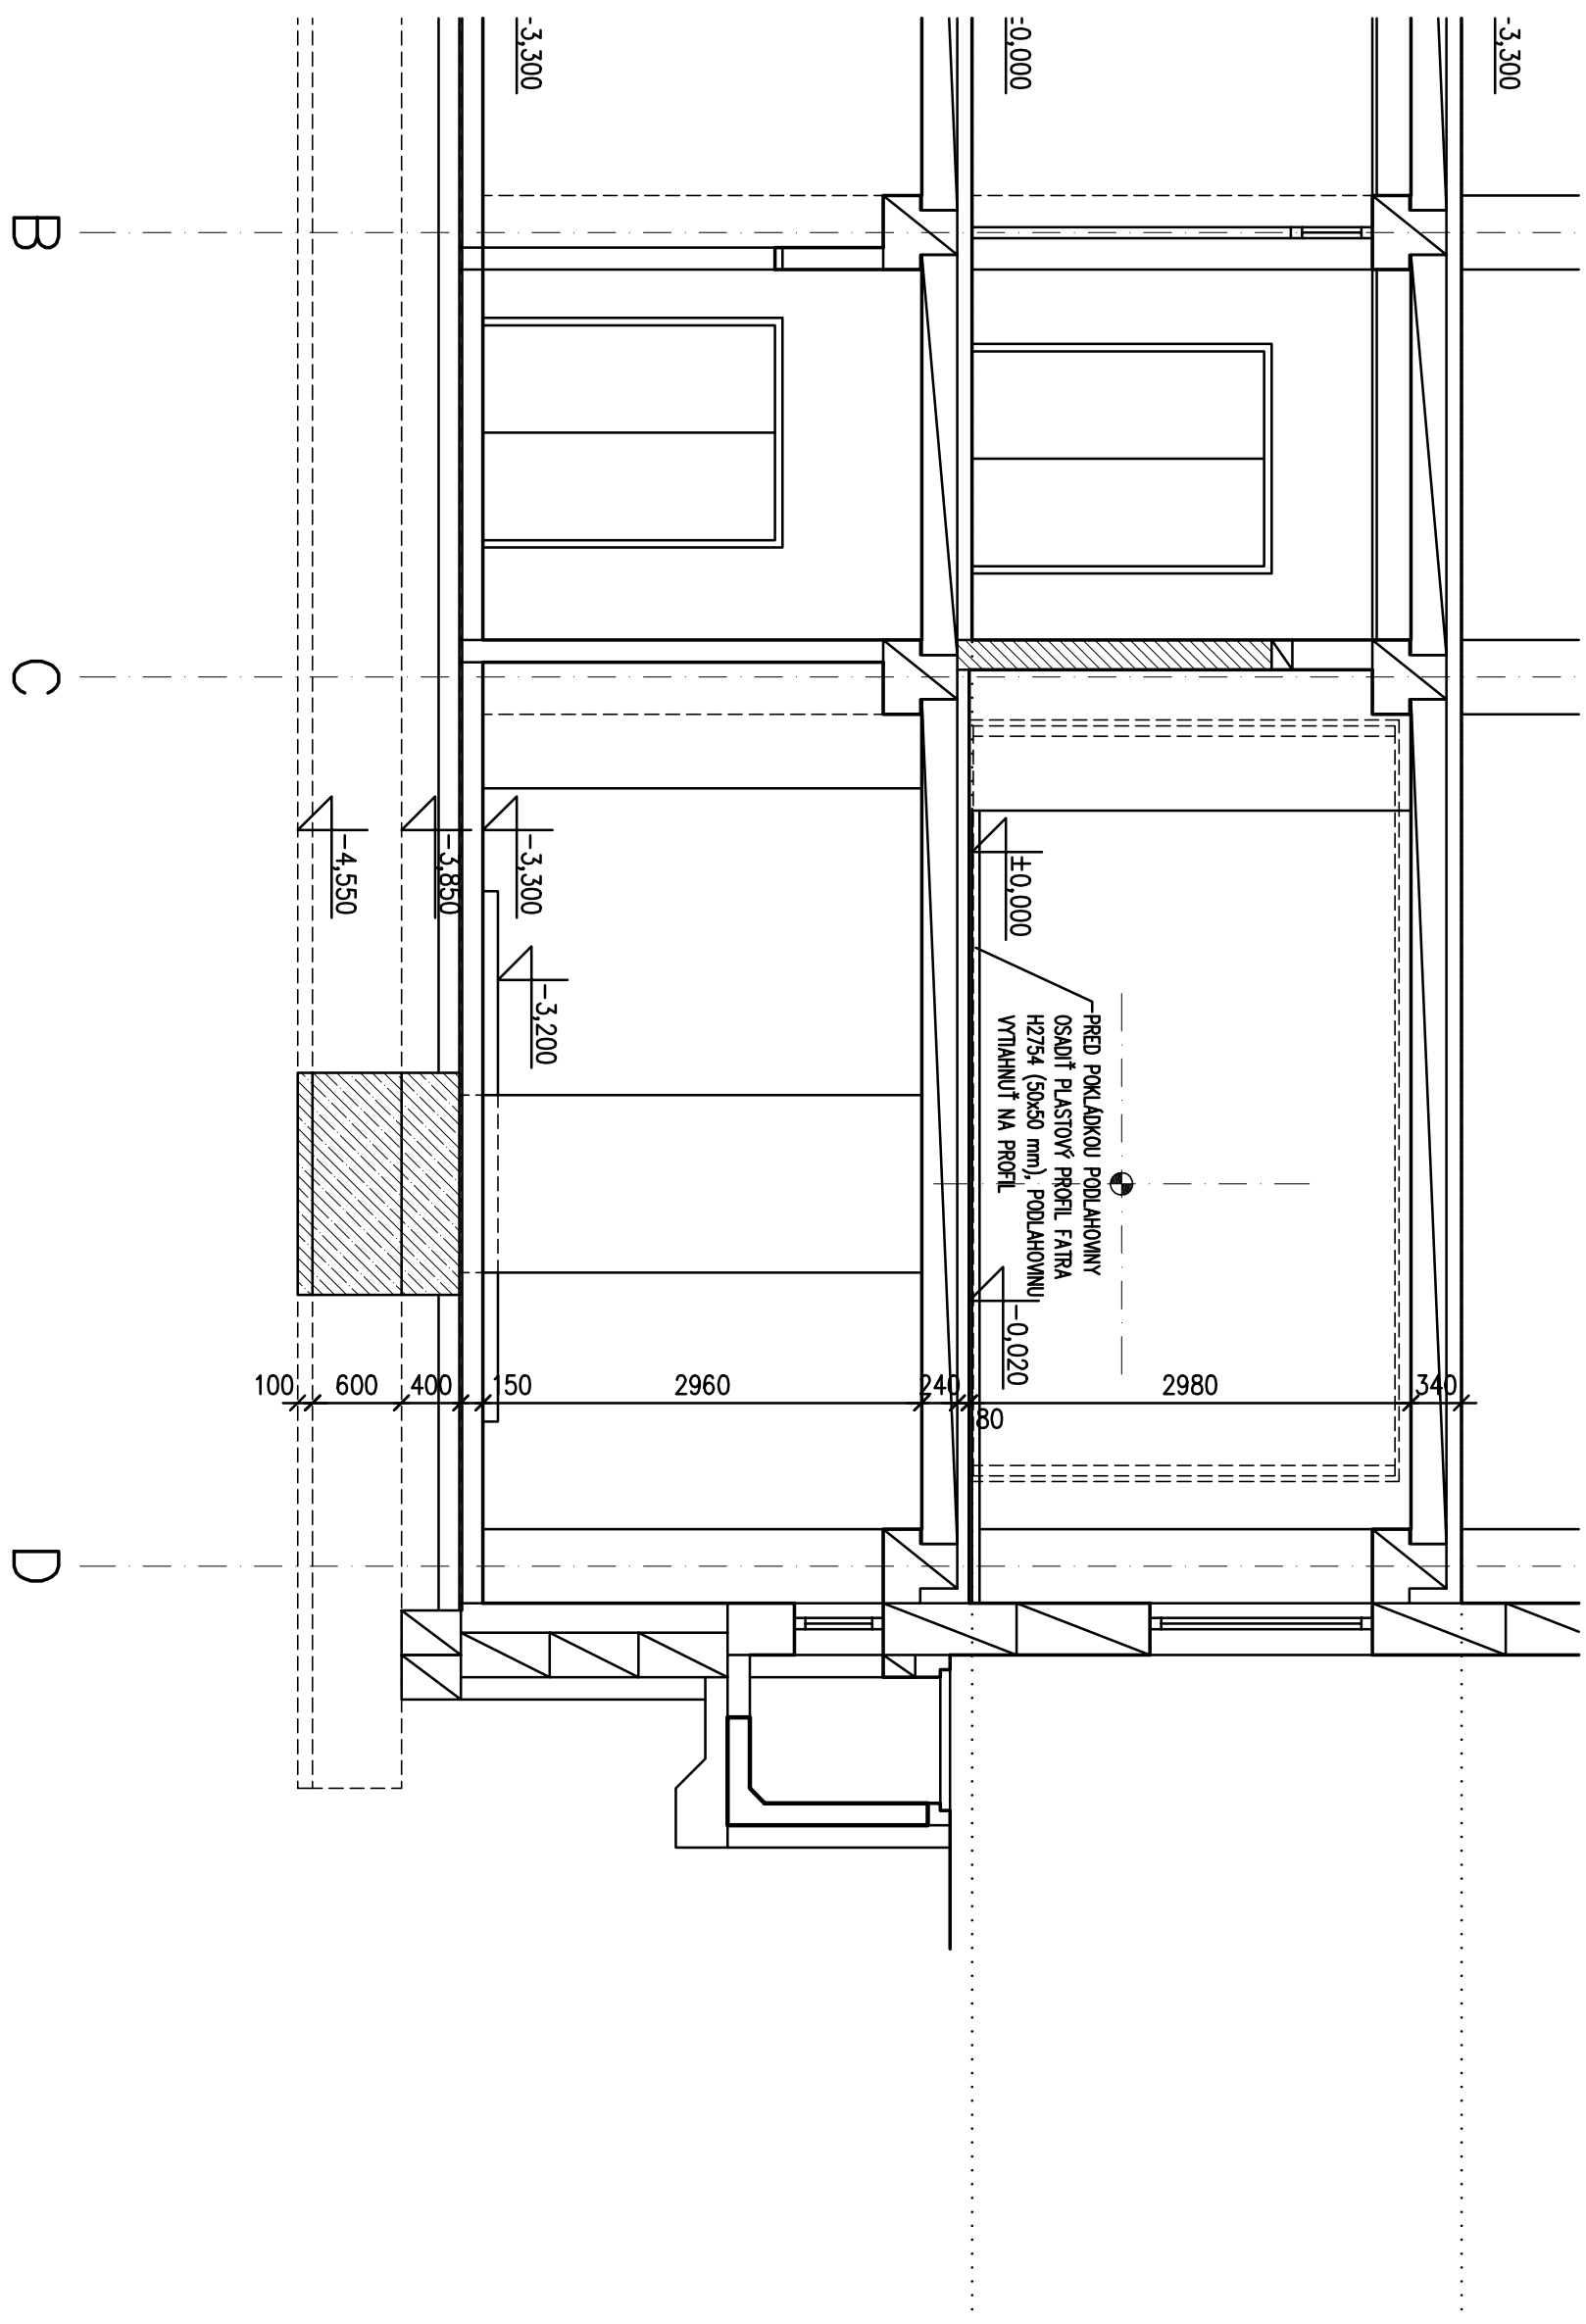 -3,300
±0,000
-3,300
B
C
D
-4,550
-3,850
-3,300
-3,200
±0,000
-0,020
PRED POKLÁDKOU PODLAHOVINY
OSADIŤ PLASTOVÝ PROFIL FATRA
H2754 (50x50 mm), PODLAHOVINU
VYTIAHNUŤ NA PROFIL
100
600
400
150
2960
240
80
2980
340